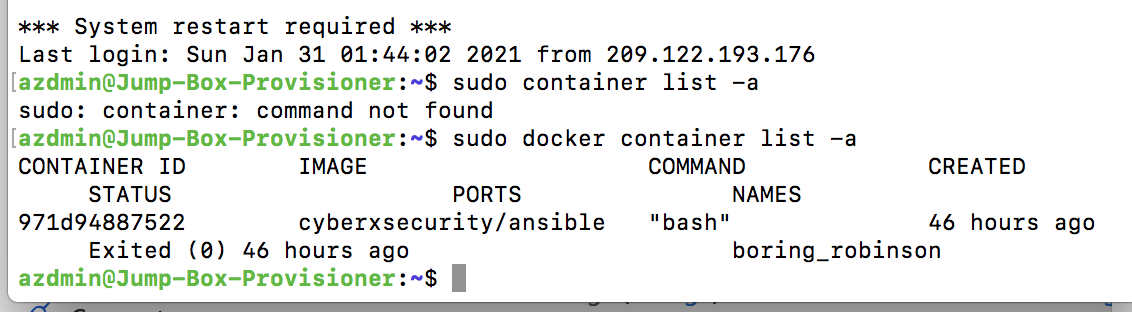 *** System restart required ***
Last login: Sun Jan 31 01:44:02 2021 from 209.122.193.176
[azdmin@Jump-Box-Provisioner:~$ sudo container list -a
sudo: container: command not found
[azdmin@Jump-Box-Provisioner:~$ sudo docker container list -a
CONTAINER ID        IMAGE                    COMMAND             CREATED
     STATUS                    PORTS               NAMES
971d94887522        cyberxsecurity/ansible   "bash"              46 hours ago
     Exited (0) 46 hours ago                       boring_robinson
azdmin@Jump-Box-Provisioner:~$